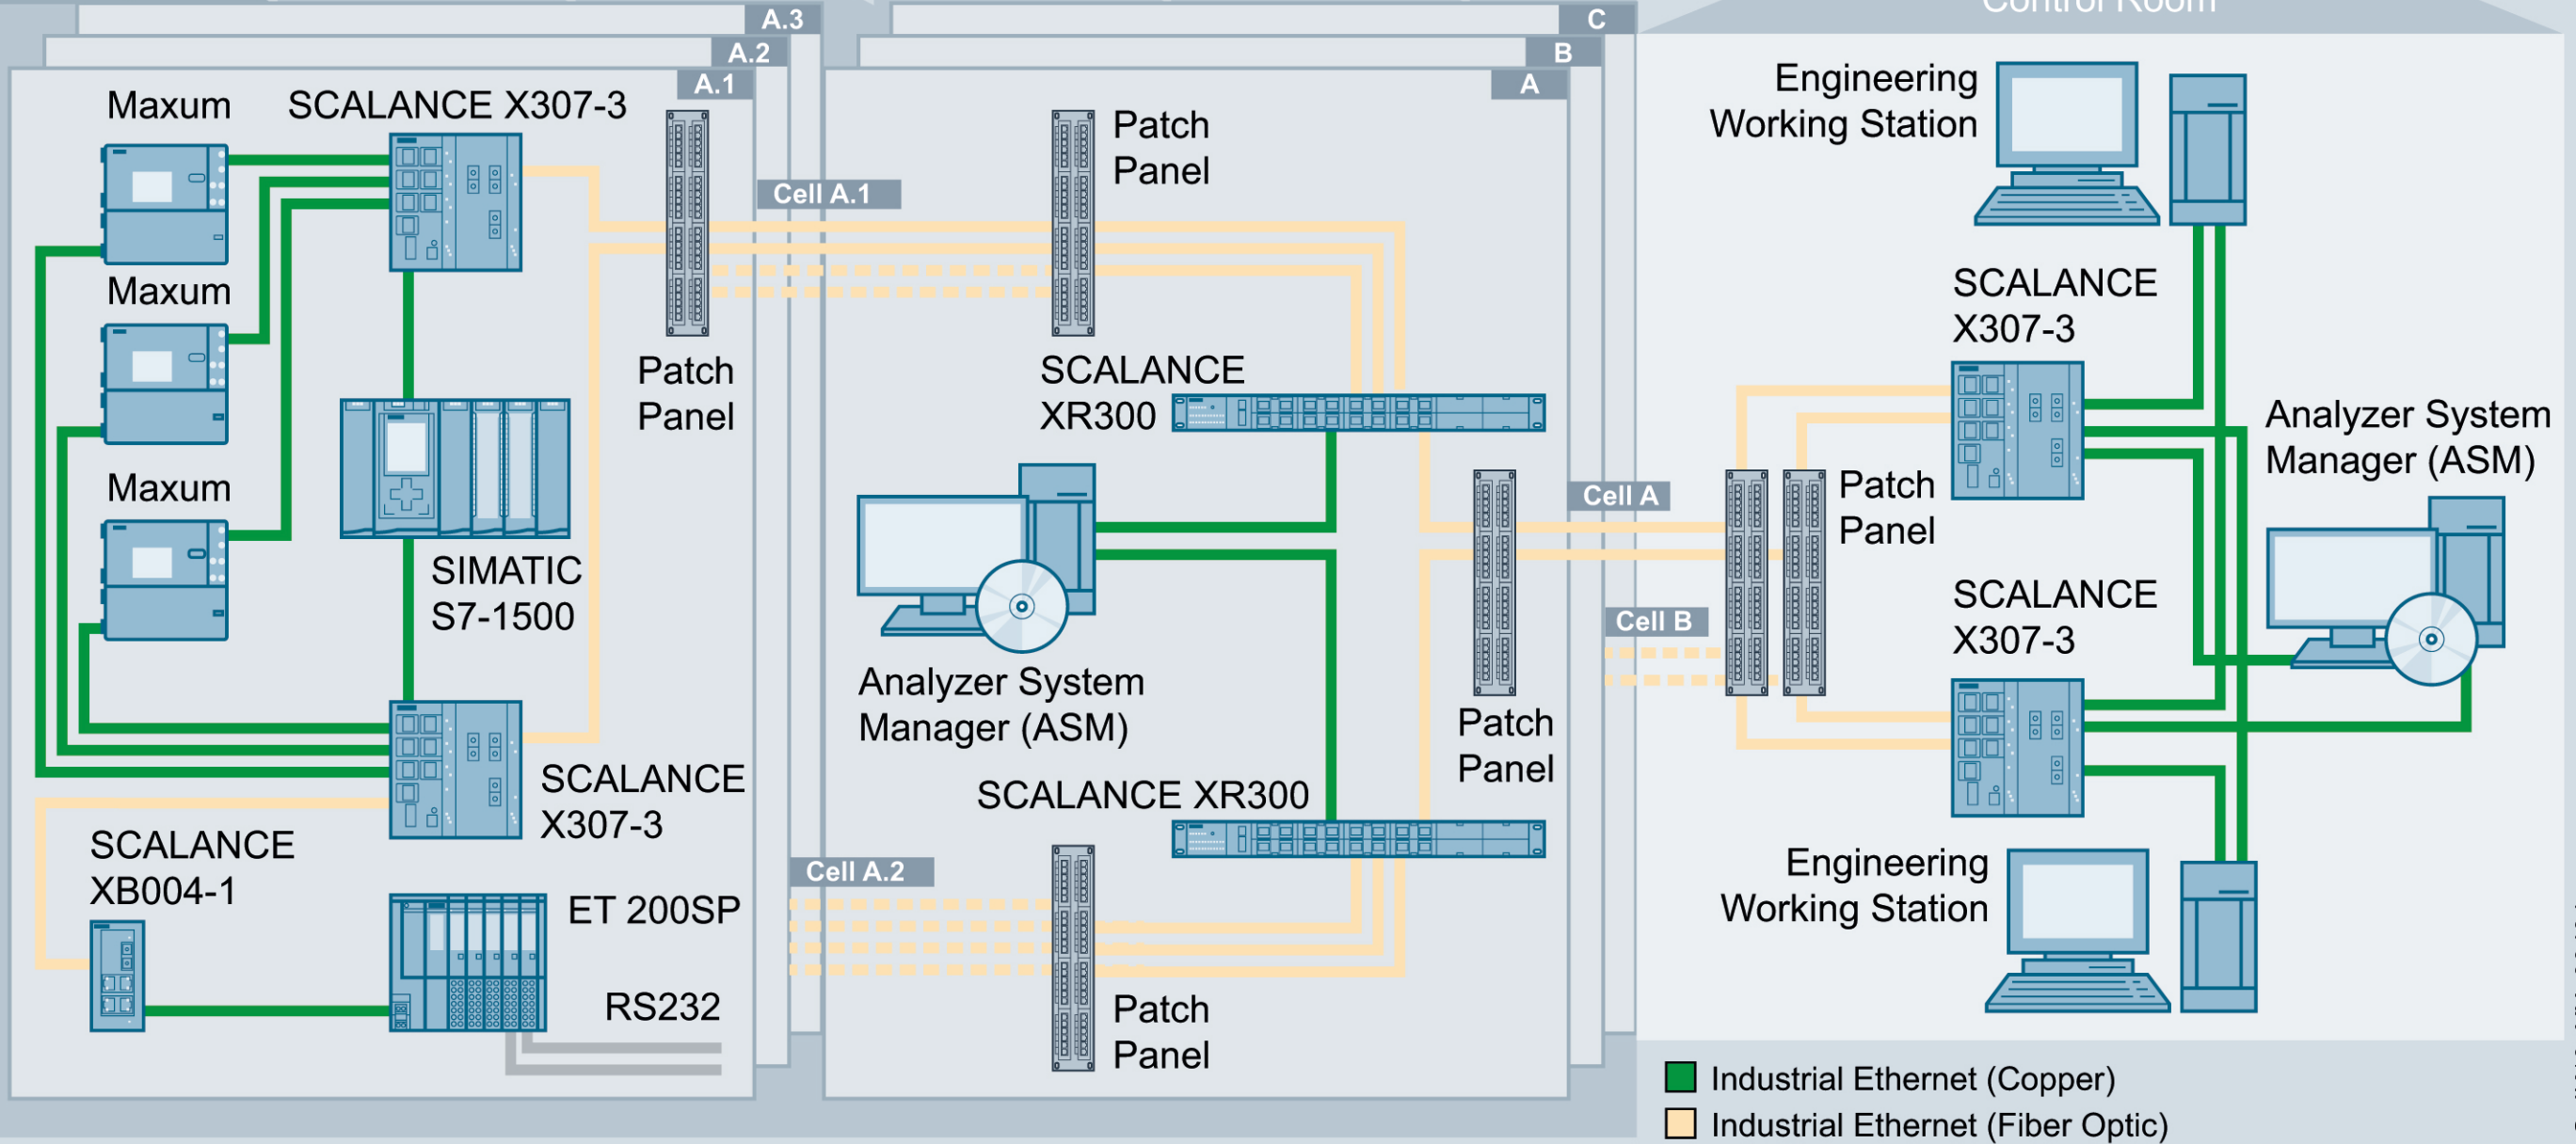 A.3
A.2
A.1
Maxum
SCALANCE X307-3
Maxum
Maxum
Patch
Panel
SIMATIC
S7-1500
SCALANCE
X307-3
SCALANCE
XB004-1
ET 200SP
RS232
Cell A.1
C
B
A
Patch
Panel
SCALANCE
XR300
Analyzer System
Manager (ASM)
Patch
Panel
SCALANCE XR300
Cell A.2
Patch
Panel
Cell A
Cell B
Control Room
Engineering
Working Station
SCALANCE
X307-3
Analyzer System
Manager (ASM)
Patch
Panel
SCALANCE
X307-3
Engineering
Working Station
Industrial Ethernet (Copper)
Industrial Ethernet (Fiber Optic)